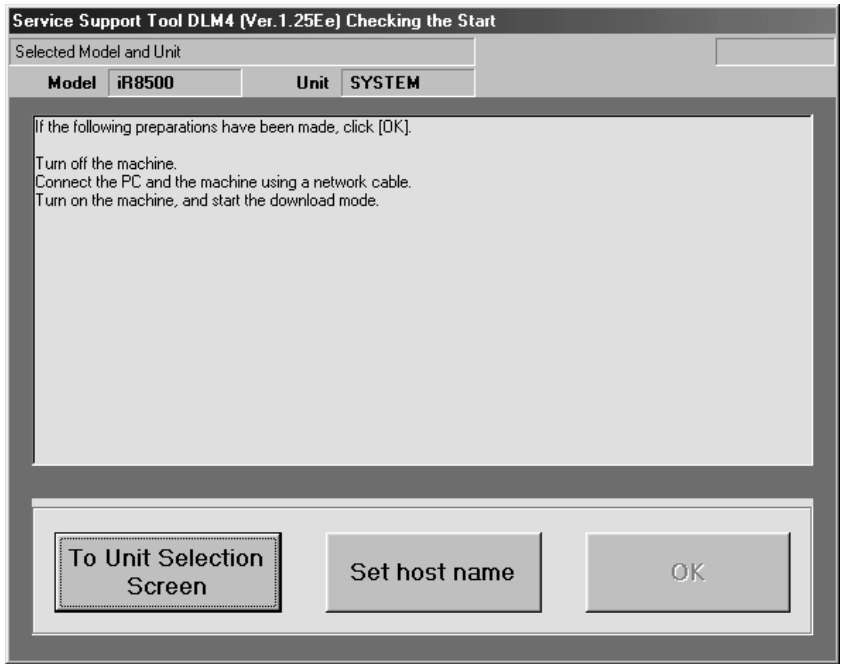 Service Support Tool DLM4 (Ver.1.25Ee) Checking the Start
Selected Model and Unit
Model iR8500 Unit SYSTEM
If the following preparations have been made, click [OK].
Turn off the machine.
Connect the PC and the machine using a network cable.
Turn on the machine, and start the download mode.
To Unit Selection
Screen
Set host name
OK